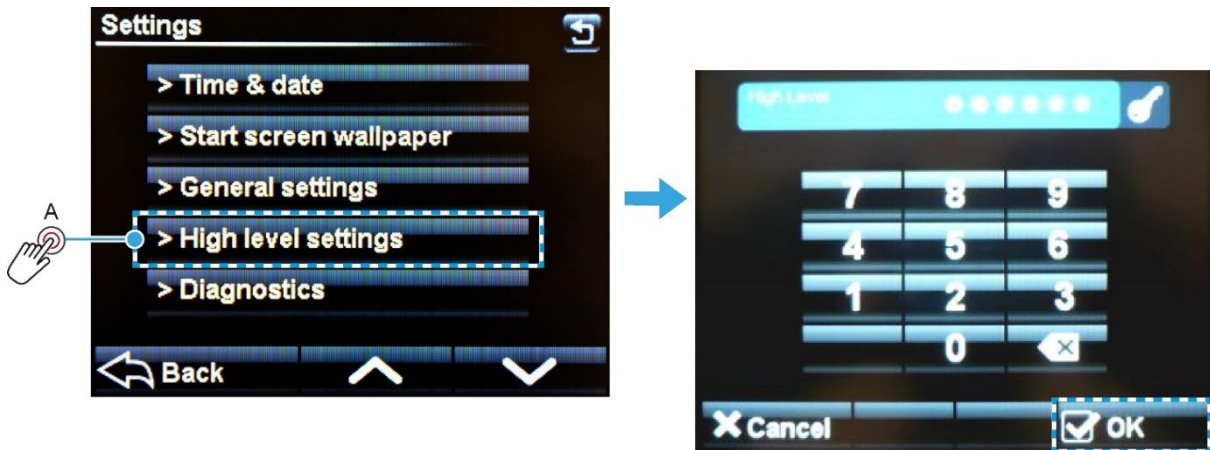 Settings
> Time & date
> Start screen wallpaper
> General settings
A
> High level settings
> Diagnostics
Back
High Level
7 8 9
4 5 6
1 2 3
0
Cancel
OK